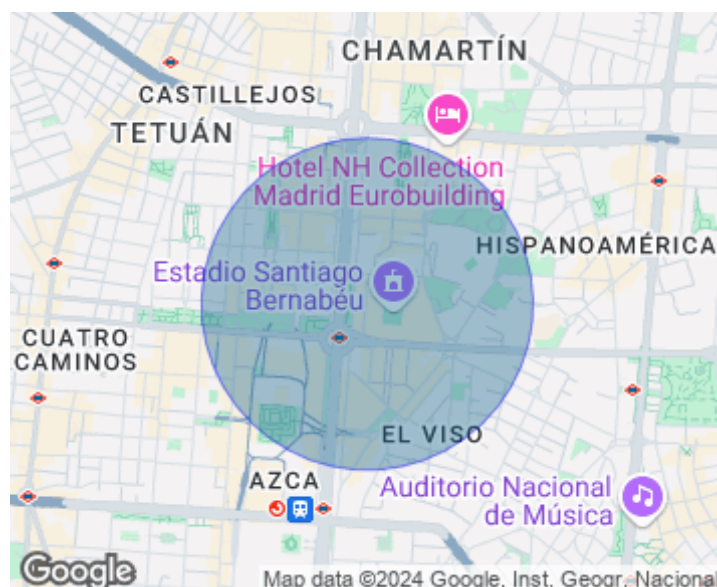 CHAMARTÍN
CASTILLEJOS
TETUÁN
Hotel NH Collection
Madrid Eurobuilding
HISPANOAMÉRICA
Estadio Santiago
Bernabéu
CUATRO
CAMINOS
EL VISO
AZCA
Auditorio Nacional
de Música
Google
Map data ©2024 Google, Inst. Geogr. Nacional